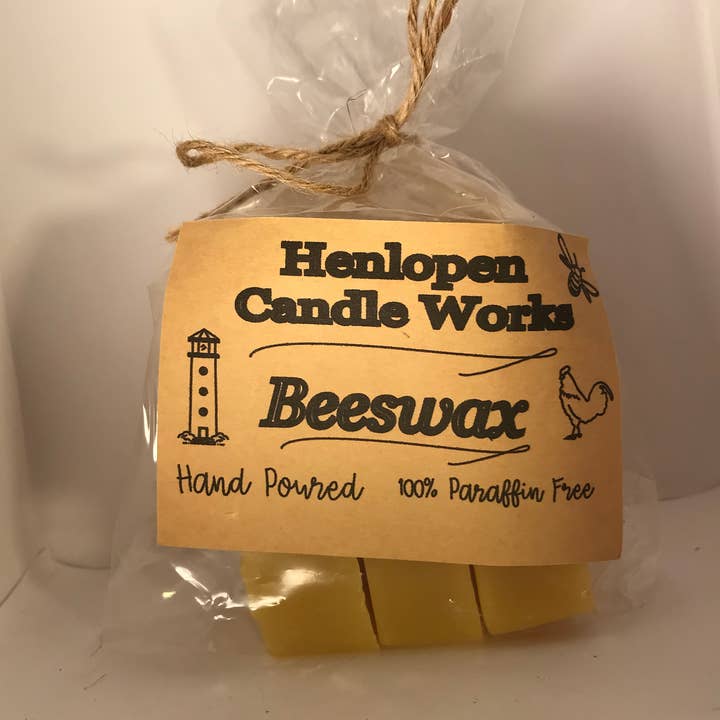 Henlopen
Candle Works
Beeswax
Hand Poured 100% Paraffin Free